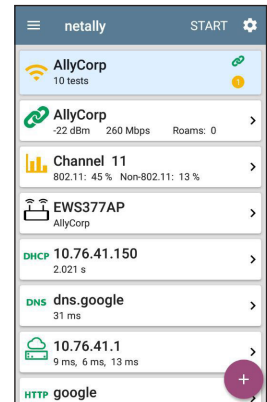 netally START
AllyCorp
10 tests
1
AllyCorp
-22 dBm 260 Mbps Roams: 0
Channel 11
802.11: 45 % Non-802.11: 13 %
EWS377AP
AllyCorp
DHCP 10.76.41.150
2.021 s
DNS dns.google
31 ms
10.76.41.1
9 ms, 6 ms, 13 ms
HTTP google